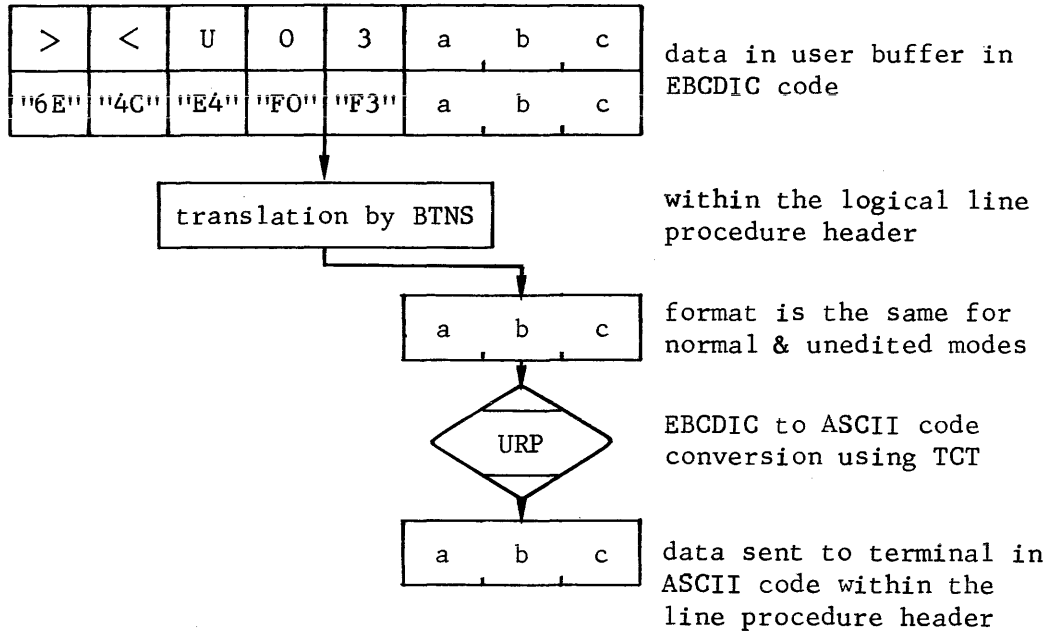 > < U 0 3 a b c
data in user buffer in
EBCDIC code
"6E" "4C" "E4" "F0" "F3" a b c
translation by BTNS
within the logical line
procedure header
a b c
format is the same for
normal & unedited modes
URP
EBCDIC to ASCII code
conversion using TCT
a b c
data sent to terminal in
ASCII code within the
line procedure header